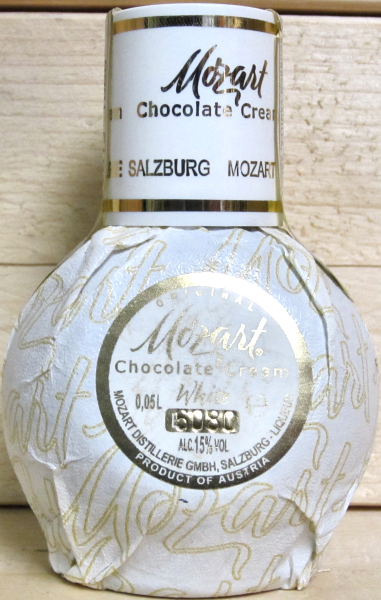 Mozart
Chocolate Cream
SALZBURG MOZART
ORIGINAL
Mozart®
Chocolate Cream
White
0,05L
ALC.15%VOL
MOZART DISTILLERIE GMBH, SALZBURG - LIQUEUR
PRODUCT OF AUSTRIA